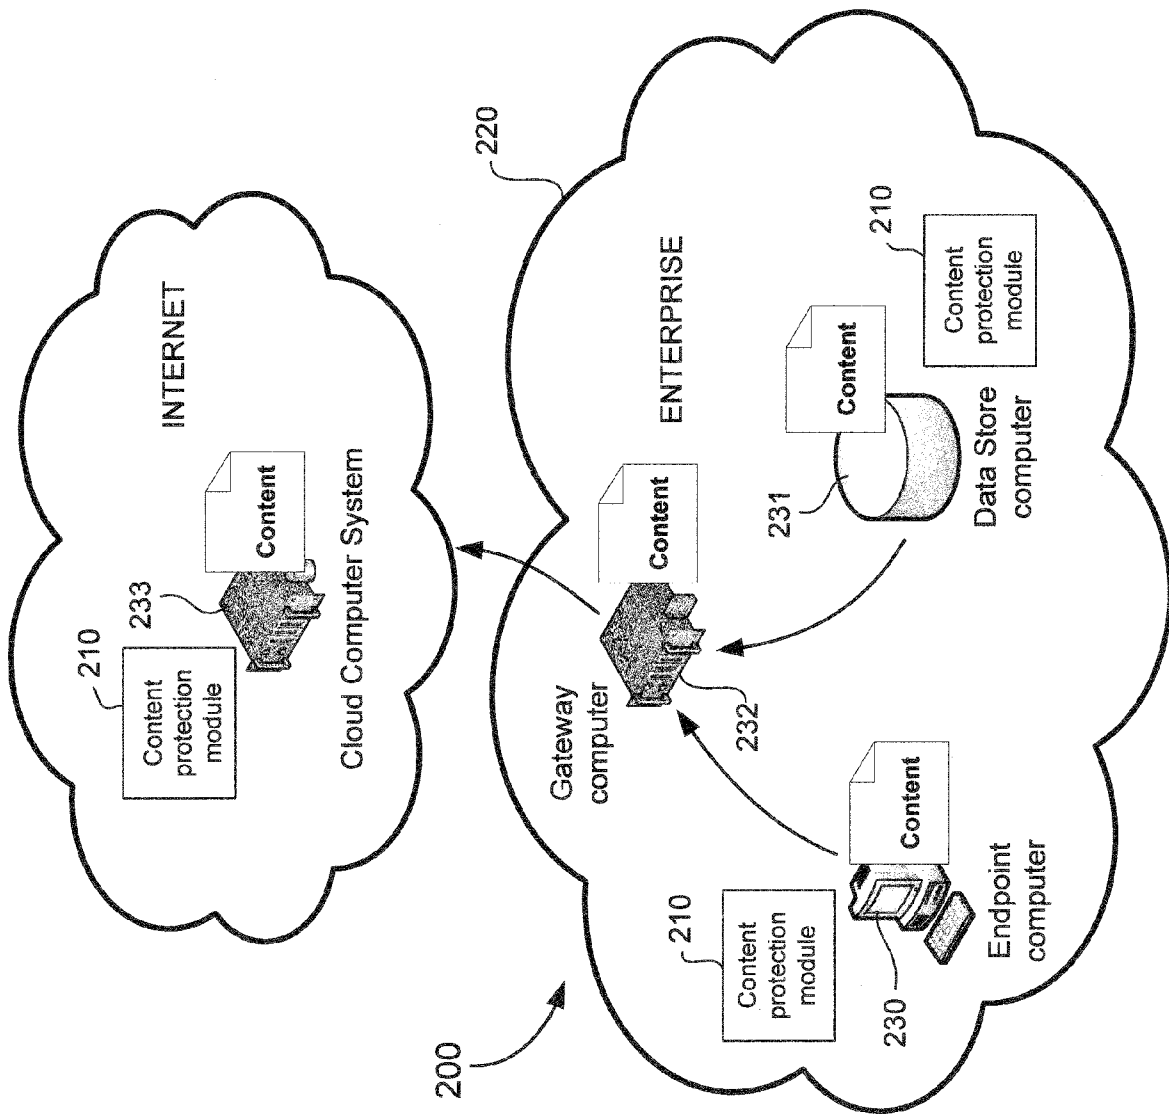 INTERNET
210
Content
protection
module
233
Content
Cloud Computer System
220
ENTERPRISE
Gateway
computer
Content
232
210
Content
protection
module
231
Content
Data Store
computer
210
Content
protection
module
230
Content
Endpoint
computer
200